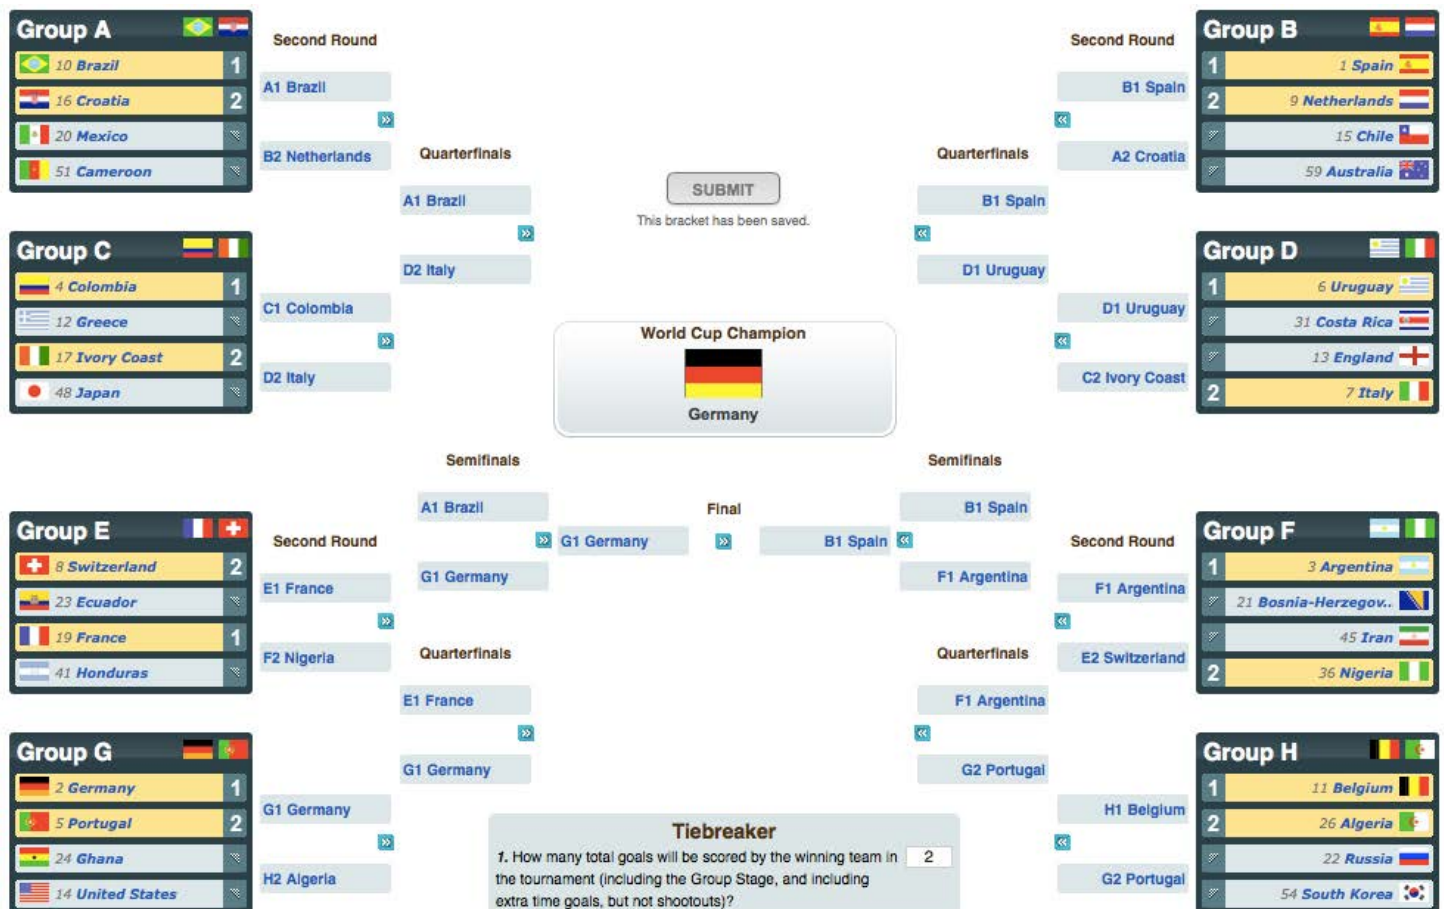 Group A
10 Brazil 1
16 Croatia 2
20 Mexico
51 Cameroon
Second Round
A1 Brazil
B2 Netherlands
Quarterfinals
A1 Brazil
D2 Italy
Group C
4 Colombia 1
12 Greece
17 Ivory Coast 2
48 Japan
C1 Colombia
D2 Italy
SUBMIT
This bracket has been saved.
World Cup Champion
Germany
Second Round
B1 Spain
A2 Croatia
Quarterfinals
B1 Spain
D1 Uruguay
D1 Uruguay
C2 Ivory Coast
Group B
1 1 Spain
2 9 Netherlands
15 Chile
59 Australia
Group D
1 6 Uruguay
31 Costa Rica
13 England
2 7 Italy
Semifinals
A1 Brazil
G1 Germany
Final
G1 Germany
B1 Spain
Semifinals
B1 Spain
F1 Argentina
Group E
8 Switzerland 2
23 Ecuador
19 France 1
41 Honduras
Second Round
E1 France
F2 Nigeria
Quarterfinals
E1 France
G1 Germany
Group G
2 Germany 1
5 Portugal 2
24 Ghana
14 United States
G1 Germany
H2 Algeria
Second Round
F1 Argentina
E2 Switzerland
Quarterfinals
F1 Argentina
G2 Portugal
H1 Belgium
G2 Portugal
Group F
1 3 Argentina
21 Bosnia-Herzegov..
45 Iran
2 36 Nigeria
Group H
1 11 Belgium
2 26 Algeria
22 Russia
54 South Korea
Tiebreaker
1. How many total goals will be scored by the winning team in 2
the tournament (including the Group Stage, and including
extra time goals, but not shootouts)?